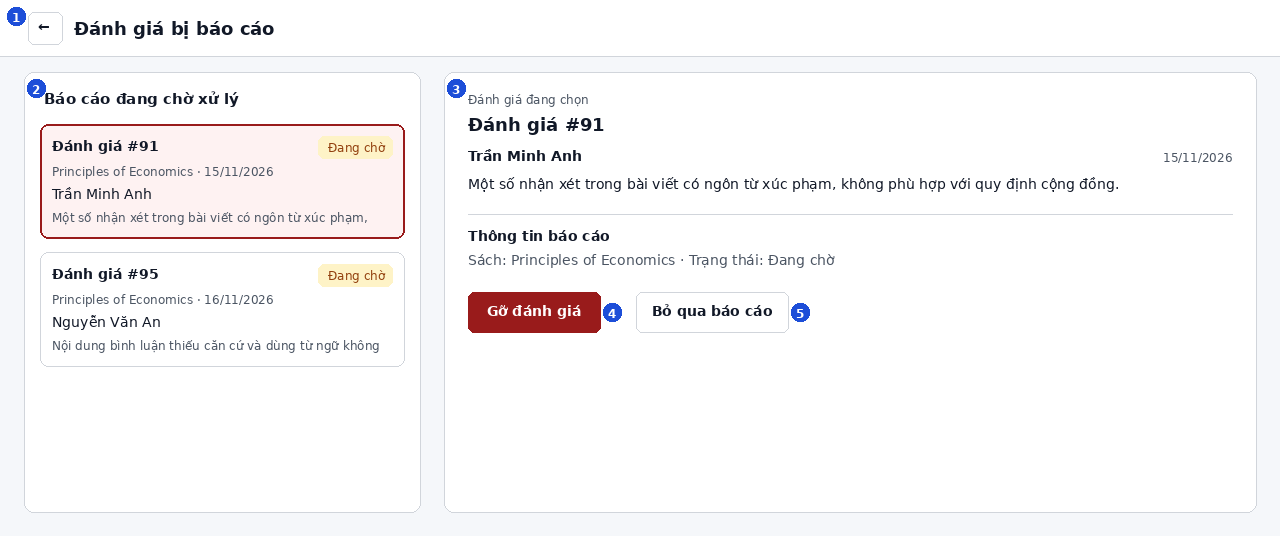 1
← Đánh giá bị báo cáo
2
Báo cáo đang chờ xử lý
Đánh giá #91 Đang chờ
Principles of Economics · 15/11/2026
Trần Minh Anh
Một số nhận xét trong bài viết có ngôn từ xúc phạm,
Đánh giá #95 Đang chờ
Principles of Economics · 16/11/2026
Nguyễn Văn An
Nội dung bình luận thiếu căn cứ và dùng từ ngữ không
3
Đánh giá đang chọn
Đánh giá #91
Trần Minh Anh 15/11/2026
Một số nhận xét trong bài viết có ngôn từ xúc phạm, không phù hợp với quy định cộng đồng.
Thông tin báo cáo
Sách: Principles of Economics · Trạng thái: Đang chờ
Gỡ đánh giá 4 Bỏ qua báo cáo 5